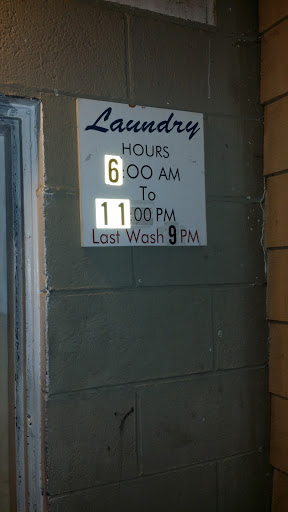 Laundry
HOURS
6:00 AM
To
11:00 PM
Last Wash 9 PM